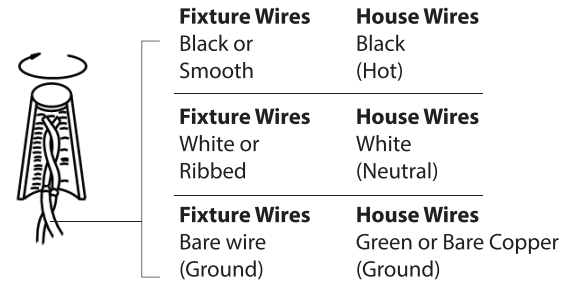 Fixture Wires House Wires
Black or Black
Smooth (Hot)
Fixture Wires House Wires
White or White
Ribbed (Neutral)
Fixture Wires House Wires
Bare wire Green or Bare Copper
(Ground) (Ground)